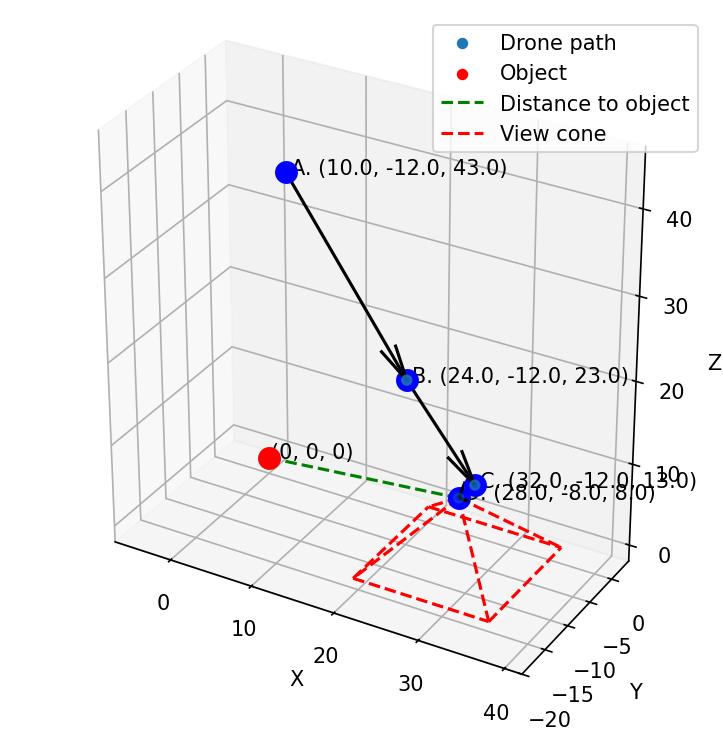 Drone path
Object
Distance to object
View cone
A. (10.0, -12.0, 43.0)
B. (24.0, -12.0, 23.0)
C. (32.0, -12.0, 13.0)
(28.0, -8.0, 8.0)
(0, 0, 0)
40
30
20
10
0
Z
0
10
20
30
40
X
0
−5
−10
−15
−20
Y